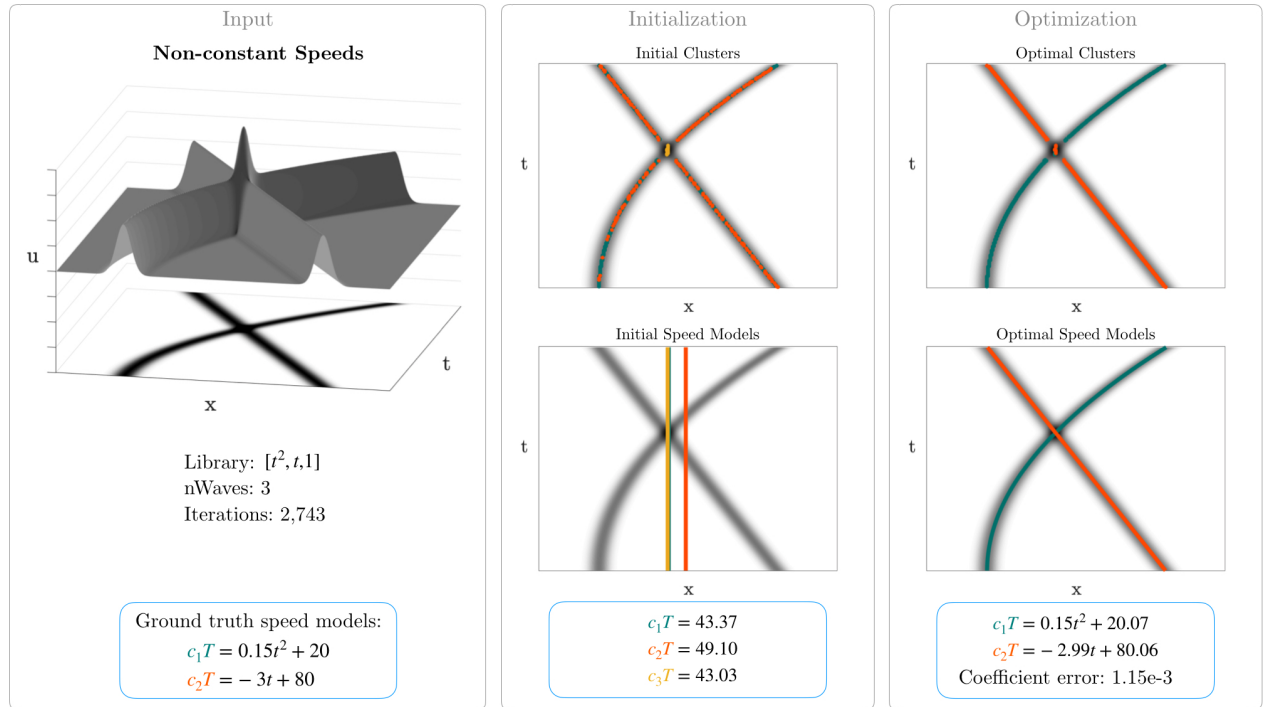 Input
Non-constant Speeds
u
t
x
Library: [t²,t,1]
nWaves: 3
Iterations: 2,743
Ground truth speed models:
c₁T = 0.15t² + 20
c₂T = − 3t + 80
Initialization
Initial Clusters
t
x
Initial Speed Models
t
x
c₁T = 43.37
c₂T = 49.10
c₃T = 43.03
Optimization
Optimal Clusters
t
x
Optimal Speed Models
t
x
c₁T = 0.15t² + 20.07
c₂T = − 2.99t + 80.06
Coefficient error: 1.15e-3